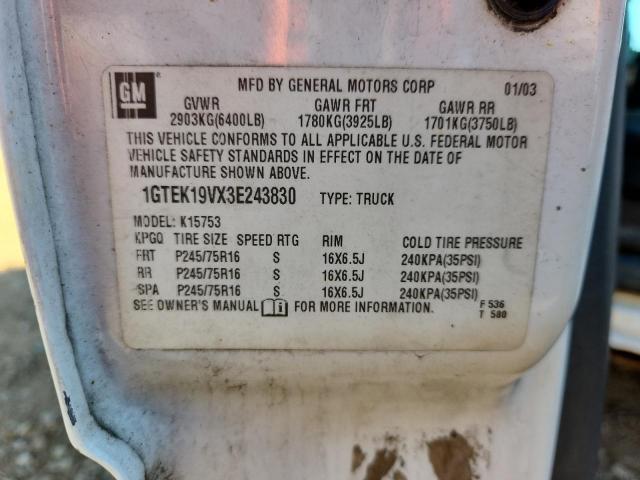 GM
MFD BY GENERAL MOTORS CORP 01/03
GVWR GAWR FRT GAWR RR
2903KG(6400LB) 1780KG(3925LB) 1701KG(3750LB)
THIS VEHICLE CONFORMS TO ALL APPLICABLE U.S. FEDERAL MOTOR
VEHICLE SAFETY STANDARDS IN EFFECT ON THE DATE OF
MANUFACTURE SHOWN ABOVE.
1GTEK19VX3E243830 TYPE: TRUCK
MODEL: K15753
KPGQ TIRE SIZE SPEED RTG RIM COLD TIRE PRESSURE
FRT P245/75R16 S 16X6.5J 240KPA(35PSI)
RR P245/75R16 S 16X6.5J 240KPA(35PSI)
SPA P245/75R16 S 16X6.5J 240KPA(35PSI)
SEE OWNER'S MANUAL FOR MORE INFORMATION.
F 536
T 580